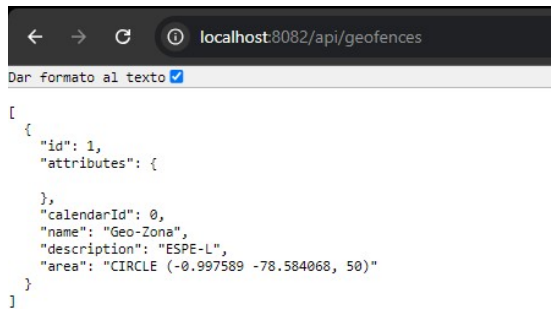 localhost:8082/api/geofences
Dar formato al texto
[
  {
    "id": 1,
    "attributes": {

    },
    "calendarId": 0,
    "name": "Geo-Zona",
    "description": "ESPE-L",
    "area": "CIRCLE (-0.997589 -78.584068, 50)"
  }
]